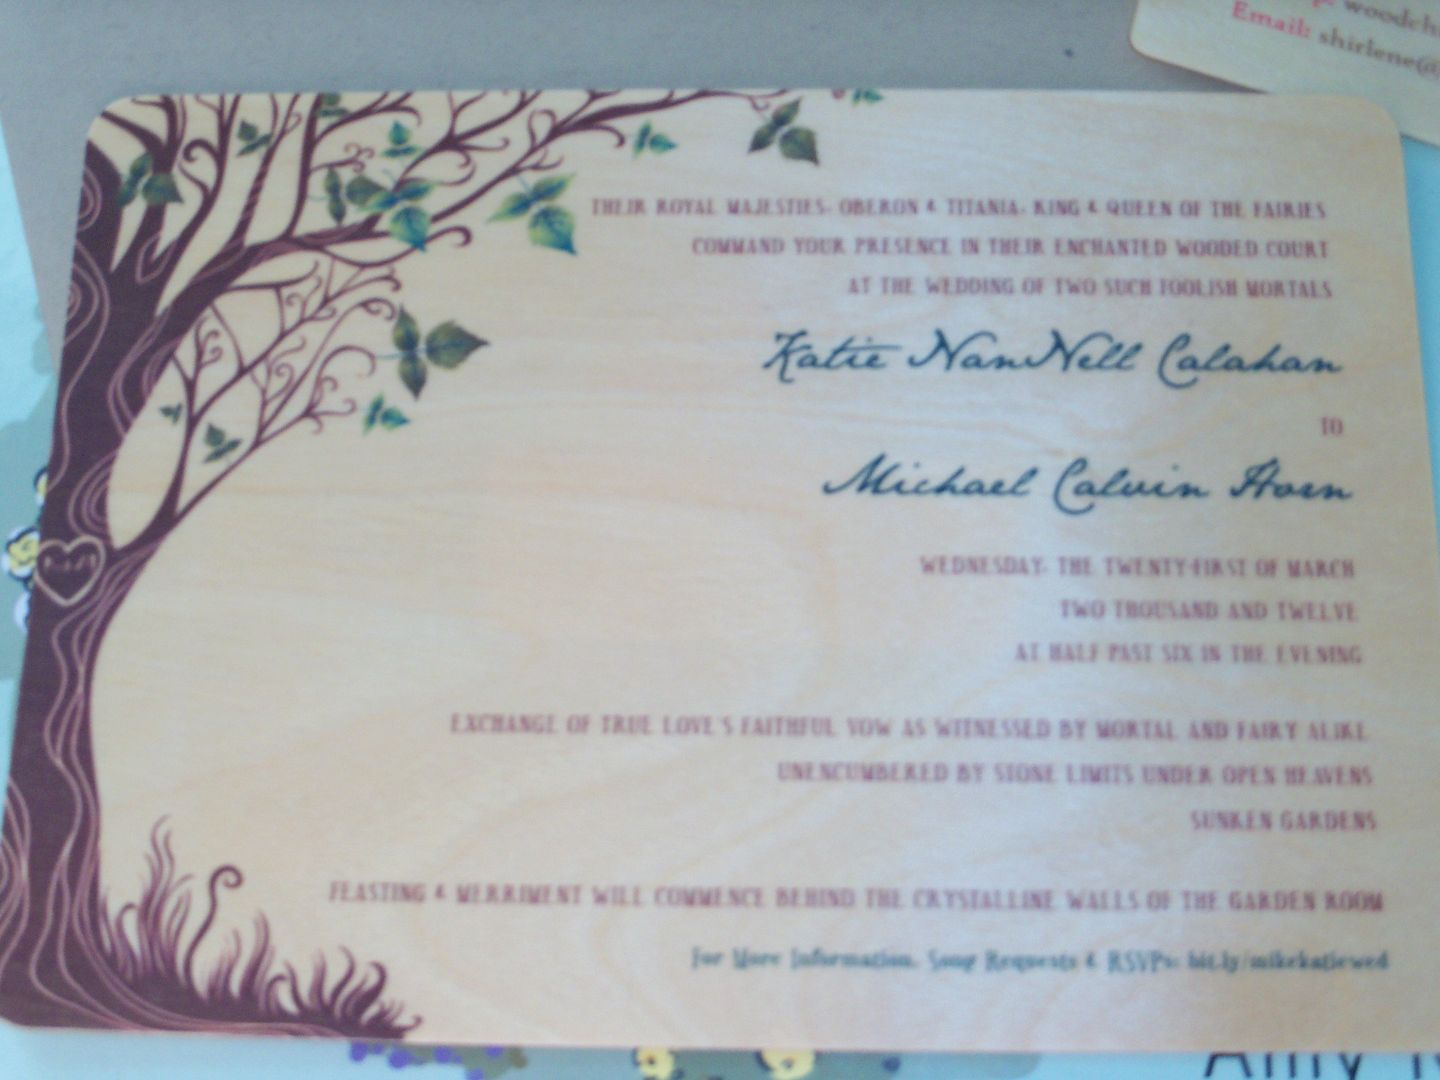 woodch
Email: shirlene@
THEIR ROYAL MAJESTIES, OBERON & TITANIA, KING & QUEEN OF THE FAIRIES
COMMAND YOUR PRESENCE IN THEIR ENCHANTED WOODED COURT
AT THE WEDDING OF TWO SUCH FOOLISH MORTALS
Katie NanNell Calahan
TO
Michael Calvin Horn
WEDNESDAY, THE TWENTY-FIRST OF MARCH
TWO THOUSAND AND TWELVE
AT HALF PAST SIX IN THE EVENING
EXCHANGE OF TRUE LOVE'S FAITHFUL VOW AS WITNESSED BY MORTAL AND FAIRY ALIKE
UNENCUMBERED BY STONE LIMITS UNDER OPEN HEAVENS
SUNKEN GARDENS
FEASTING & MERRIMENT WILL COMMENCE BEHIND THE CRYSTALLINE WALLS OF THE GARDEN ROOM
For More Information, Song Requests & RSVPs: bit.ly/mikekatiewed
Amy